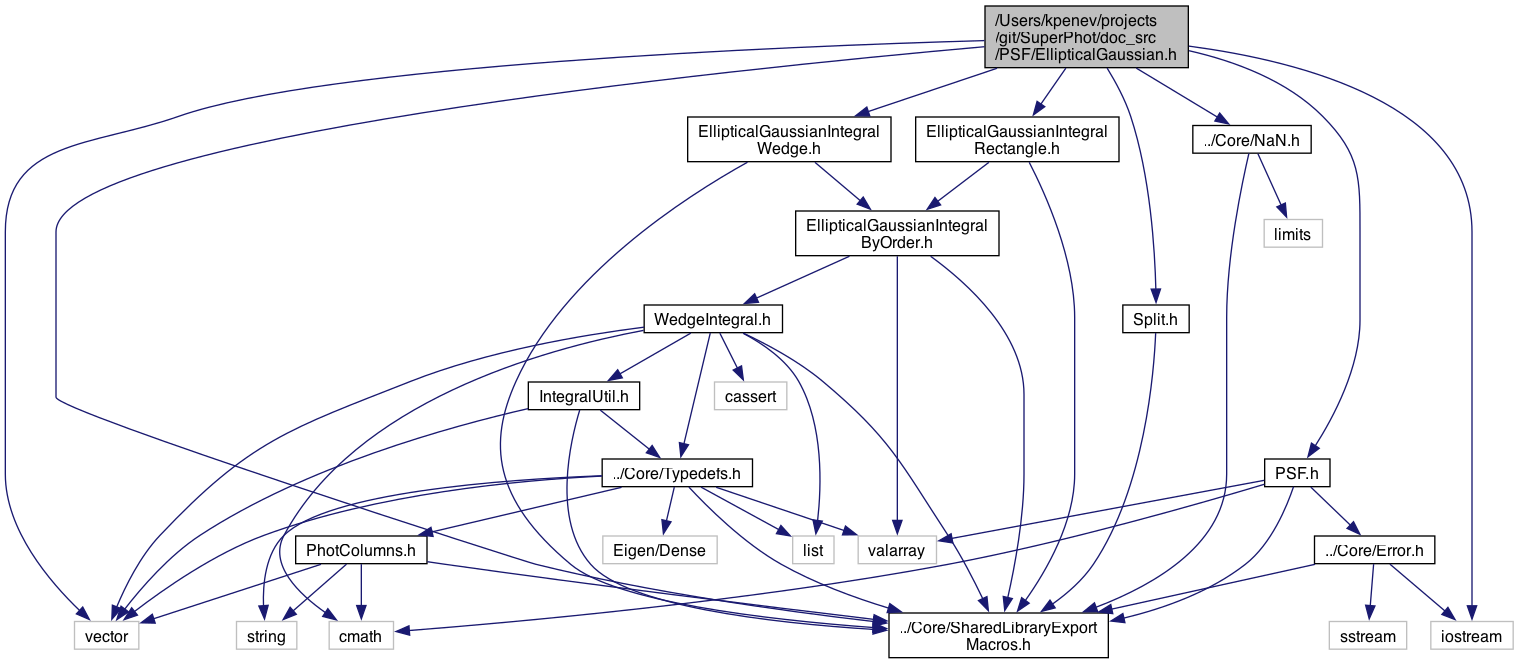 /Users/kpenev/projects
/git/SuperPhot/doc_src
/PSF/EllipticalGaussian.h
EllipticalGaussianIntegral
Wedge.h
EllipticalGaussianIntegral
Rectangle.h
../Core/NaN.h
EllipticalGaussianIntegral
ByOrder.h
limits
WedgeIntegral.h
Split.h
IntegralUtil.h
cassert
../Core/Typedefs.h
PSF.h
PhotColumns.h
Eigen/Dense
list
valarray
../Core/Error.h
vector
string
cmath
../Core/SharedLibraryExport
Macros.h
sstream
iostream